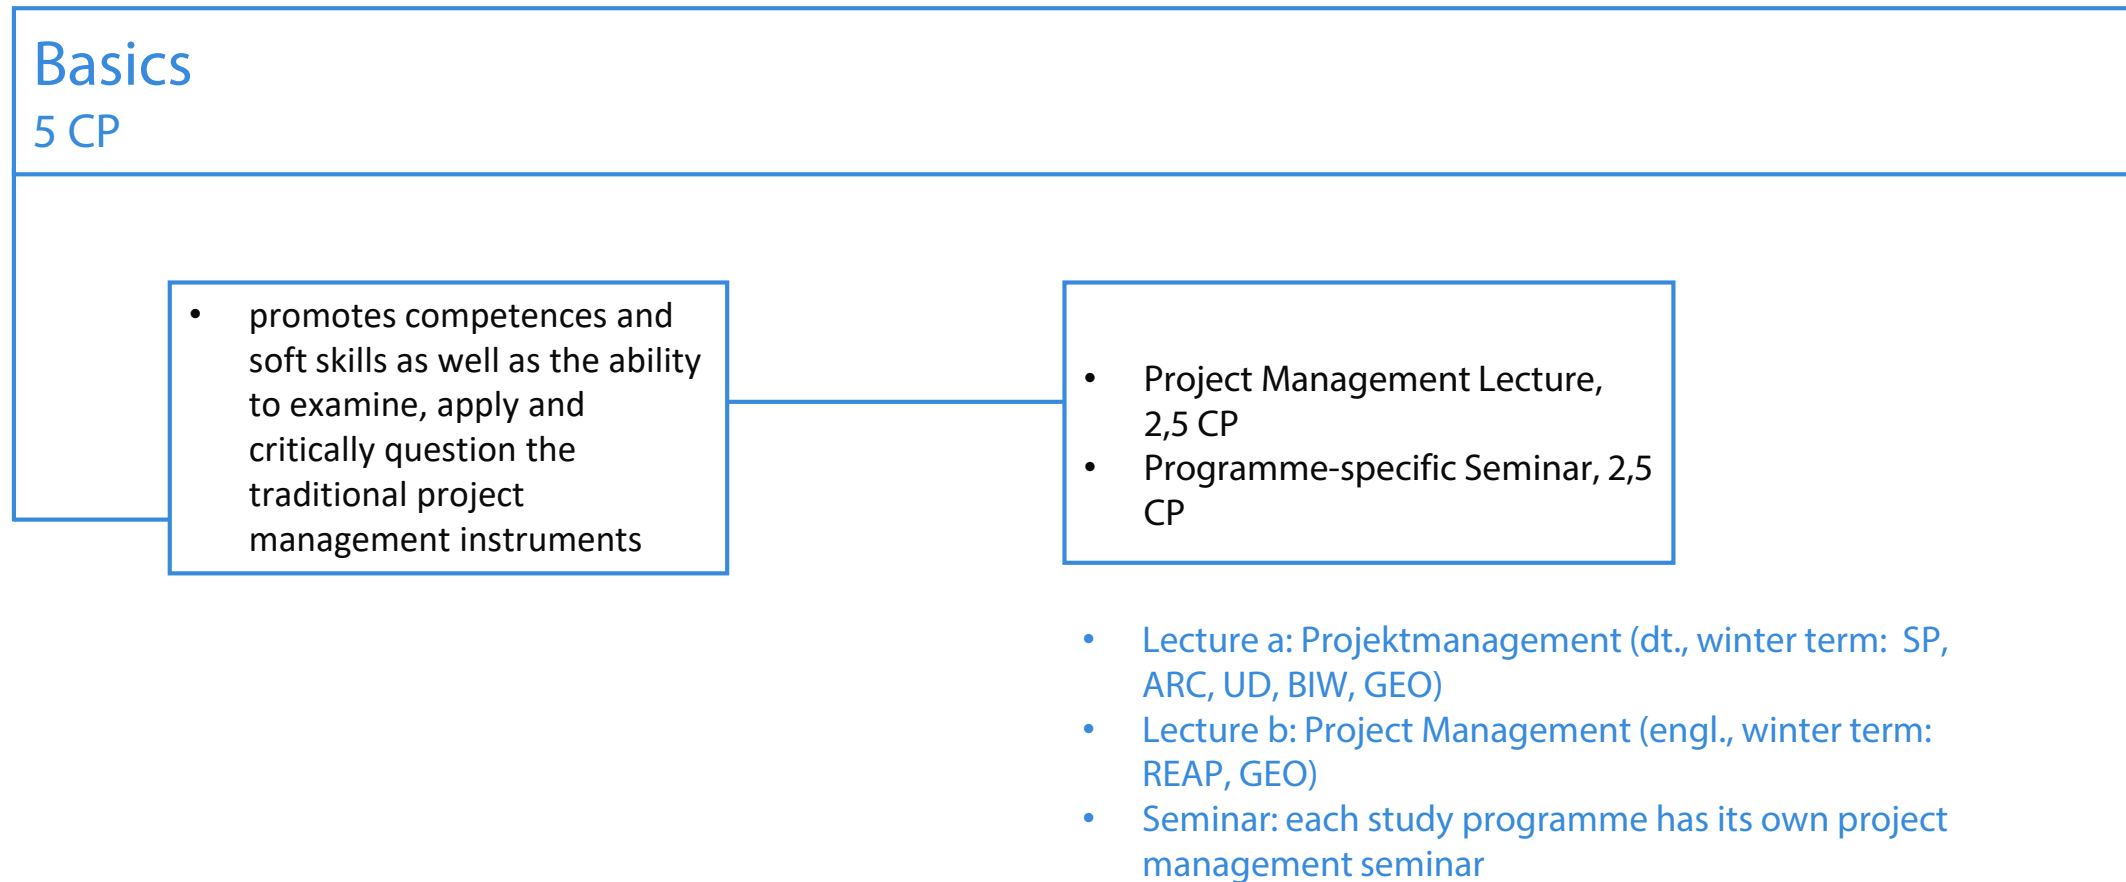 Basics
5 CP
• promotes competences and
soft skills as well as the ability
to examine, apply and
critically question the
traditional project
management instruments
• Project Management Lecture,
2,5 CP
• Programme-specific Seminar, 2,5
CP
• Lecture a: Projektmanagement (dt., winter term:  SP,
ARC, UD, BIW, GEO)
• Lecture b: Project Management (engl., winter term:
REAP, GEO)
• Seminar: each study programme has its own project
management seminar